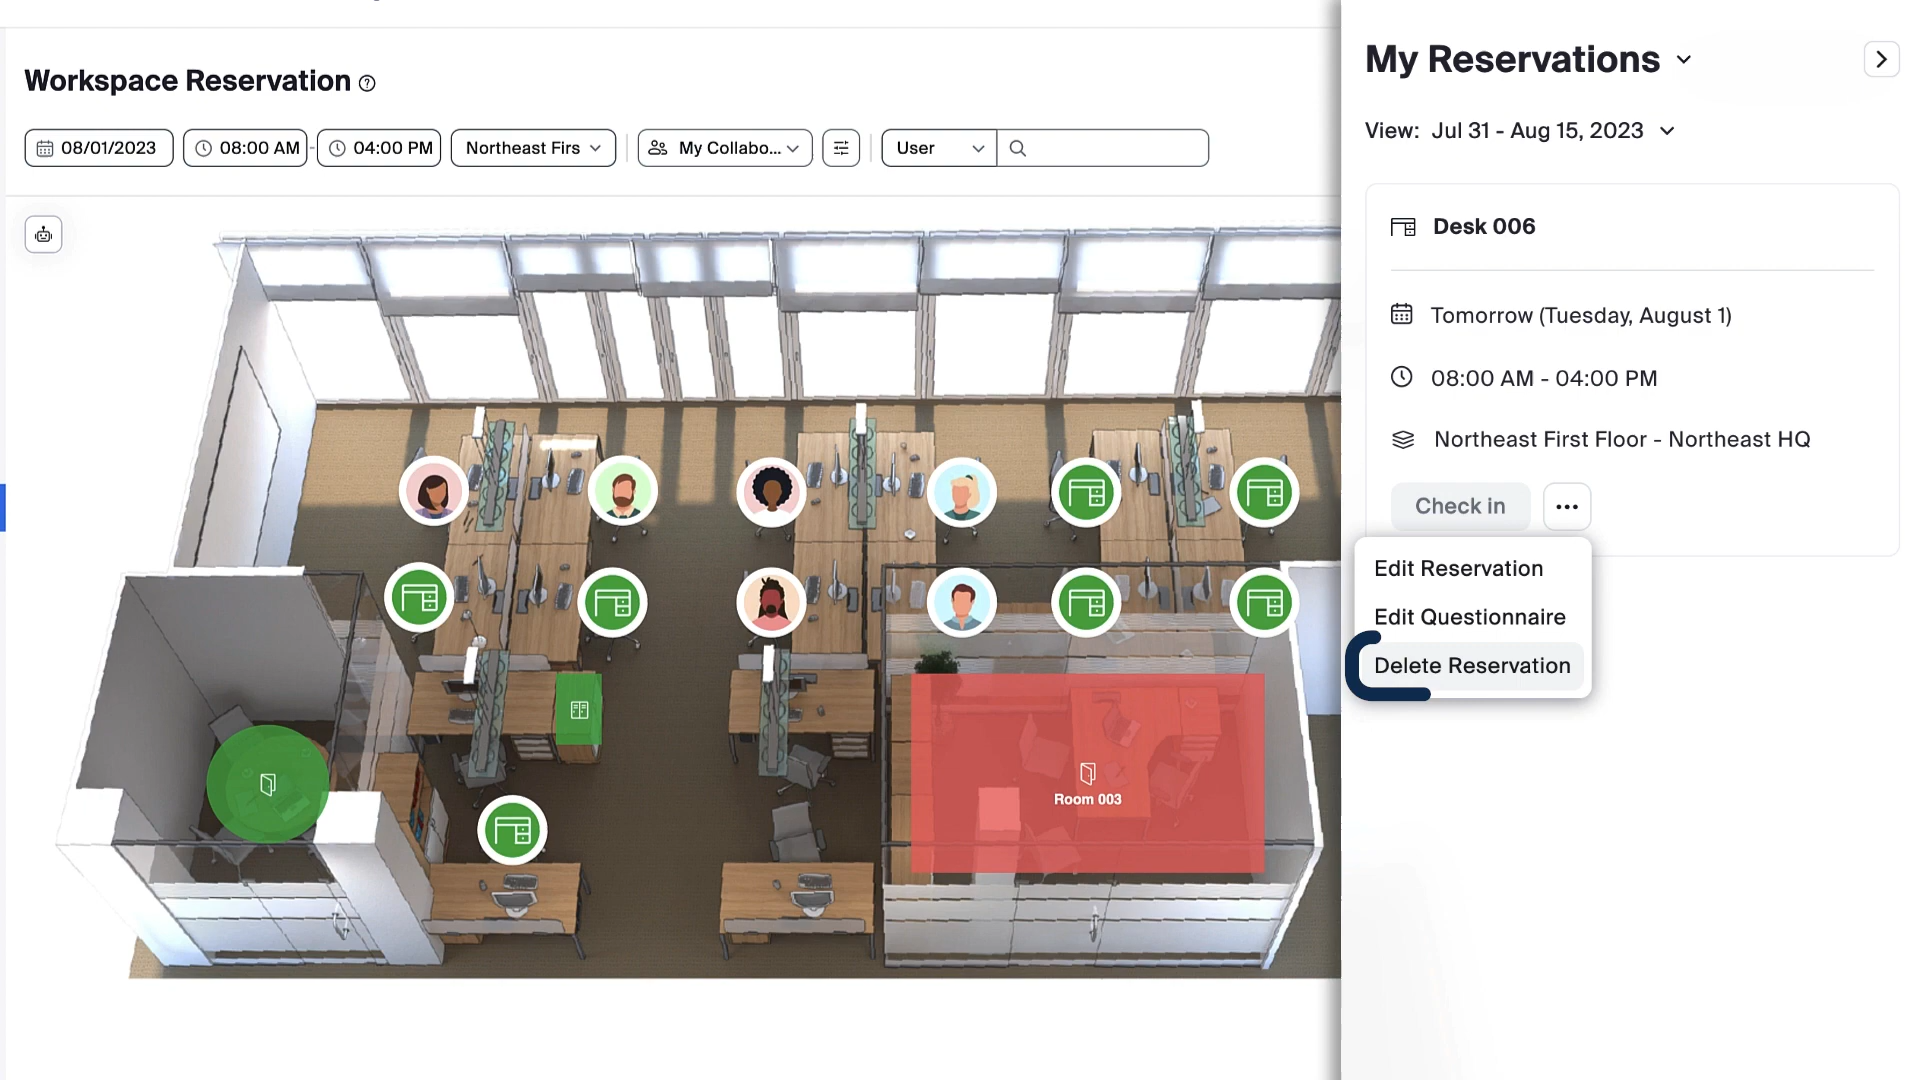 Workspace Reservation
08/01/2023
08:00 AM - 04:00 PM
Northeast Firs
My Collabo...
User
Room 003
My Reservations
View: Jul 31 - Aug 15, 2023
Desk 006
Tomorrow (Tuesday, August 1)
08:00 AM - 04:00 PM
Northeast First Floor - Northeast HQ
Check in
Edit Reservation
Edit Questionnaire
Delete Reservation